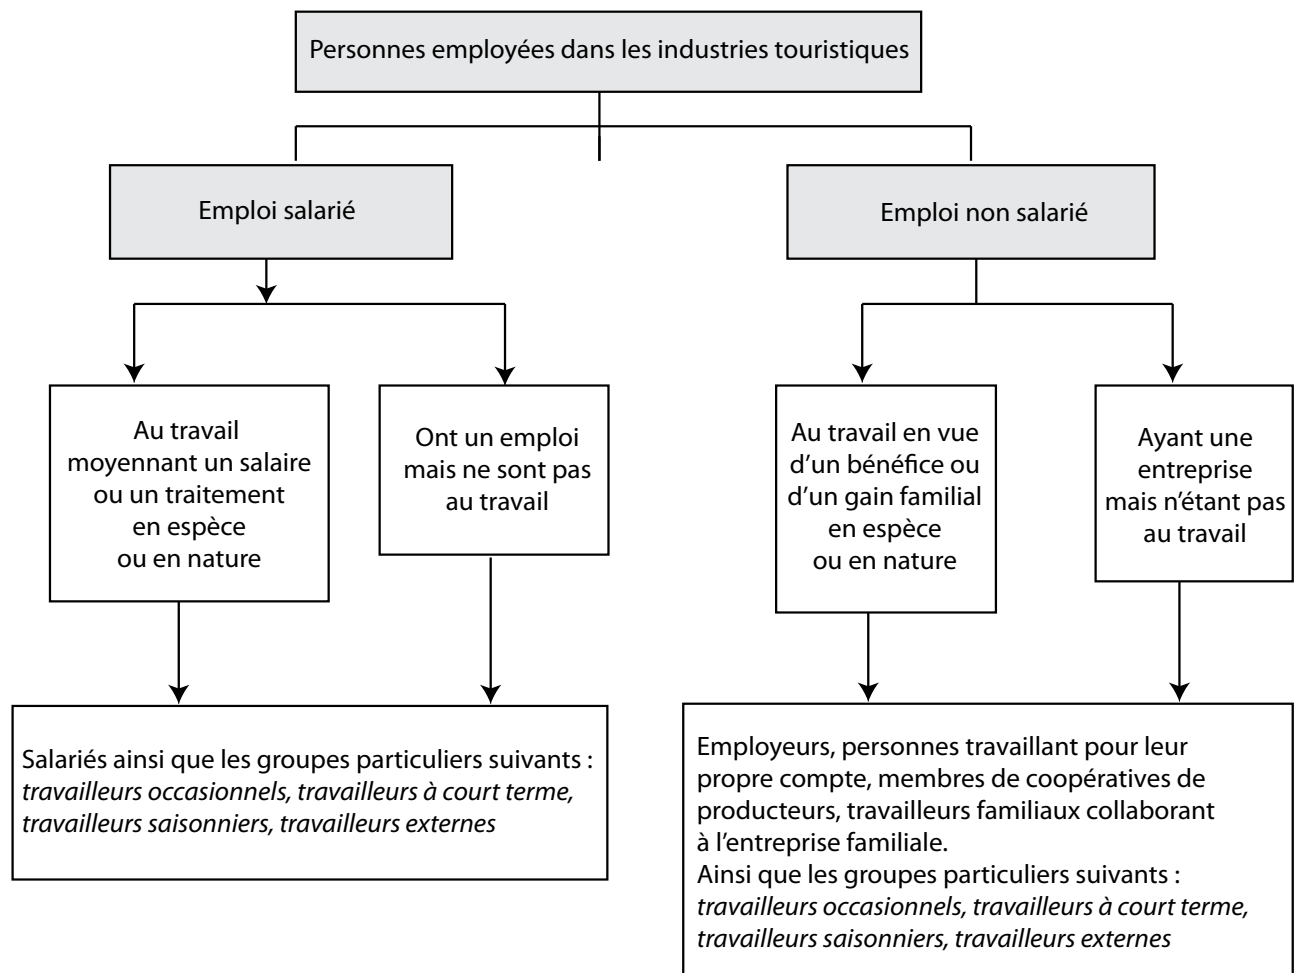 Personnes employées dans les industries touristiques
Emploi salarié
Emploi non salarié
Au travail
moyennant un salaire
ou un traitement
en espèce
ou en nature
Ont un emploi
mais ne sont pas
au travail
Au travail en vue
d’un bénéfice ou
d’un gain familial
en espèce
ou en nature
Ayant une
entreprise
mais n’étant pas
au travail
Salariés ainsi que les groupes particuliers suivants :
travailleurs occasionnels, travailleurs à court terme,
travailleurs saisonniers, travailleurs externes
Employeurs, personnes travaillant pour leur
propre compte, membres de coopératives de
producteurs, travailleurs familiaux collaborant
à l’entreprise familiale.
Ainsi que les groupes particuliers suivants :
travailleurs occasionnels, travailleurs à court terme,
travailleurs saisonniers, travailleurs externes